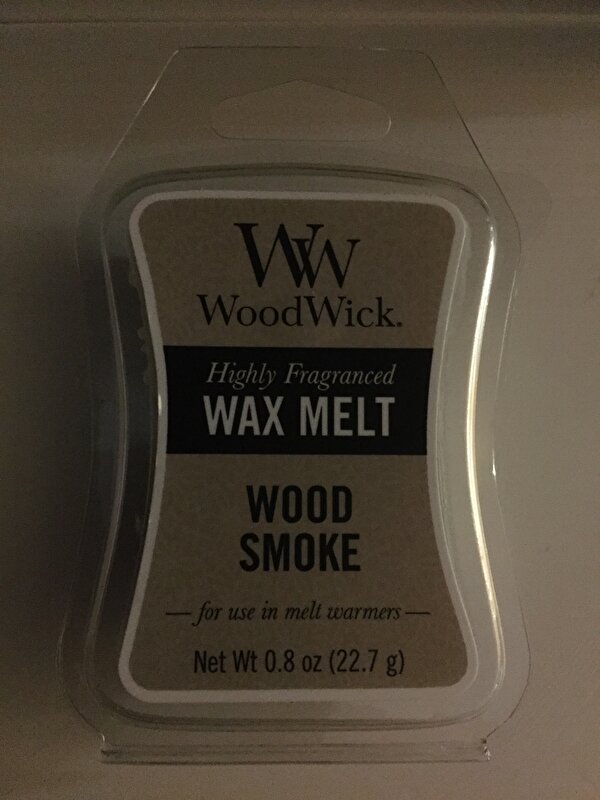 WW
WoodWick.
Highly Fragranced
WAX MELT
WOOD
SMOKE
— for use in melt warmers —
Net Wt 0.8 oz (22.7 g)